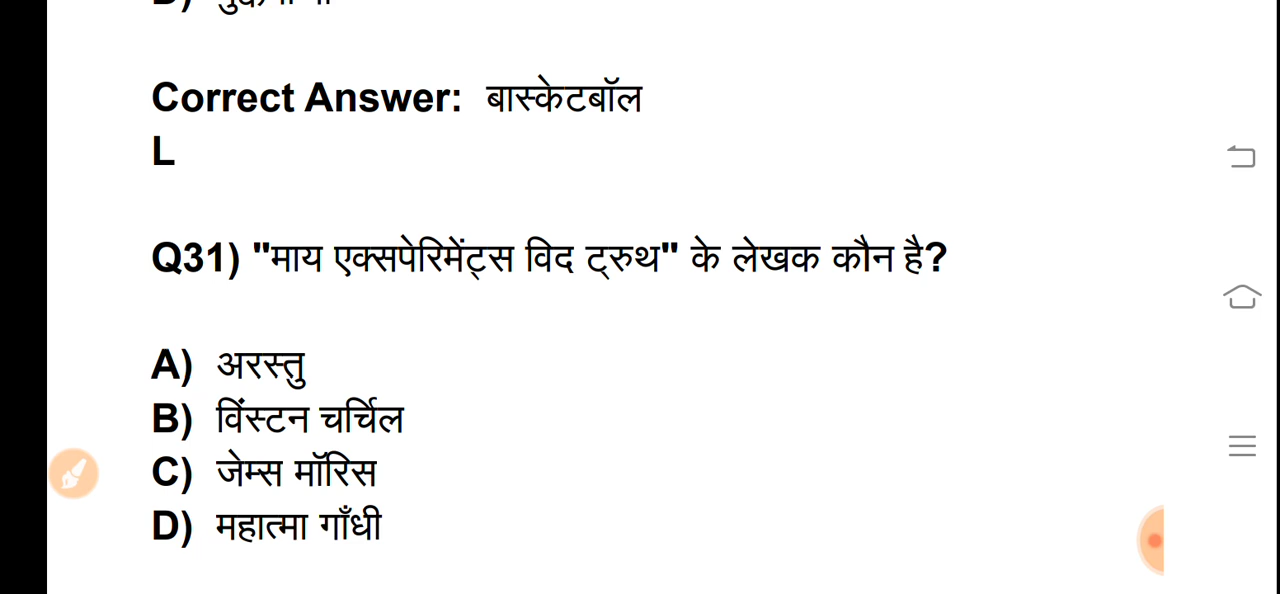 Correct Answer: बास्केटबॉल
L
Q31) "माय एक्सपेरिमेंट्स विद ट्रुथ" के लेखक कौन है?
A) अरस्तु
B) विंस्टन चर्चिल
C) जेम्स मॉरिस
D) महात्मा गाँधी